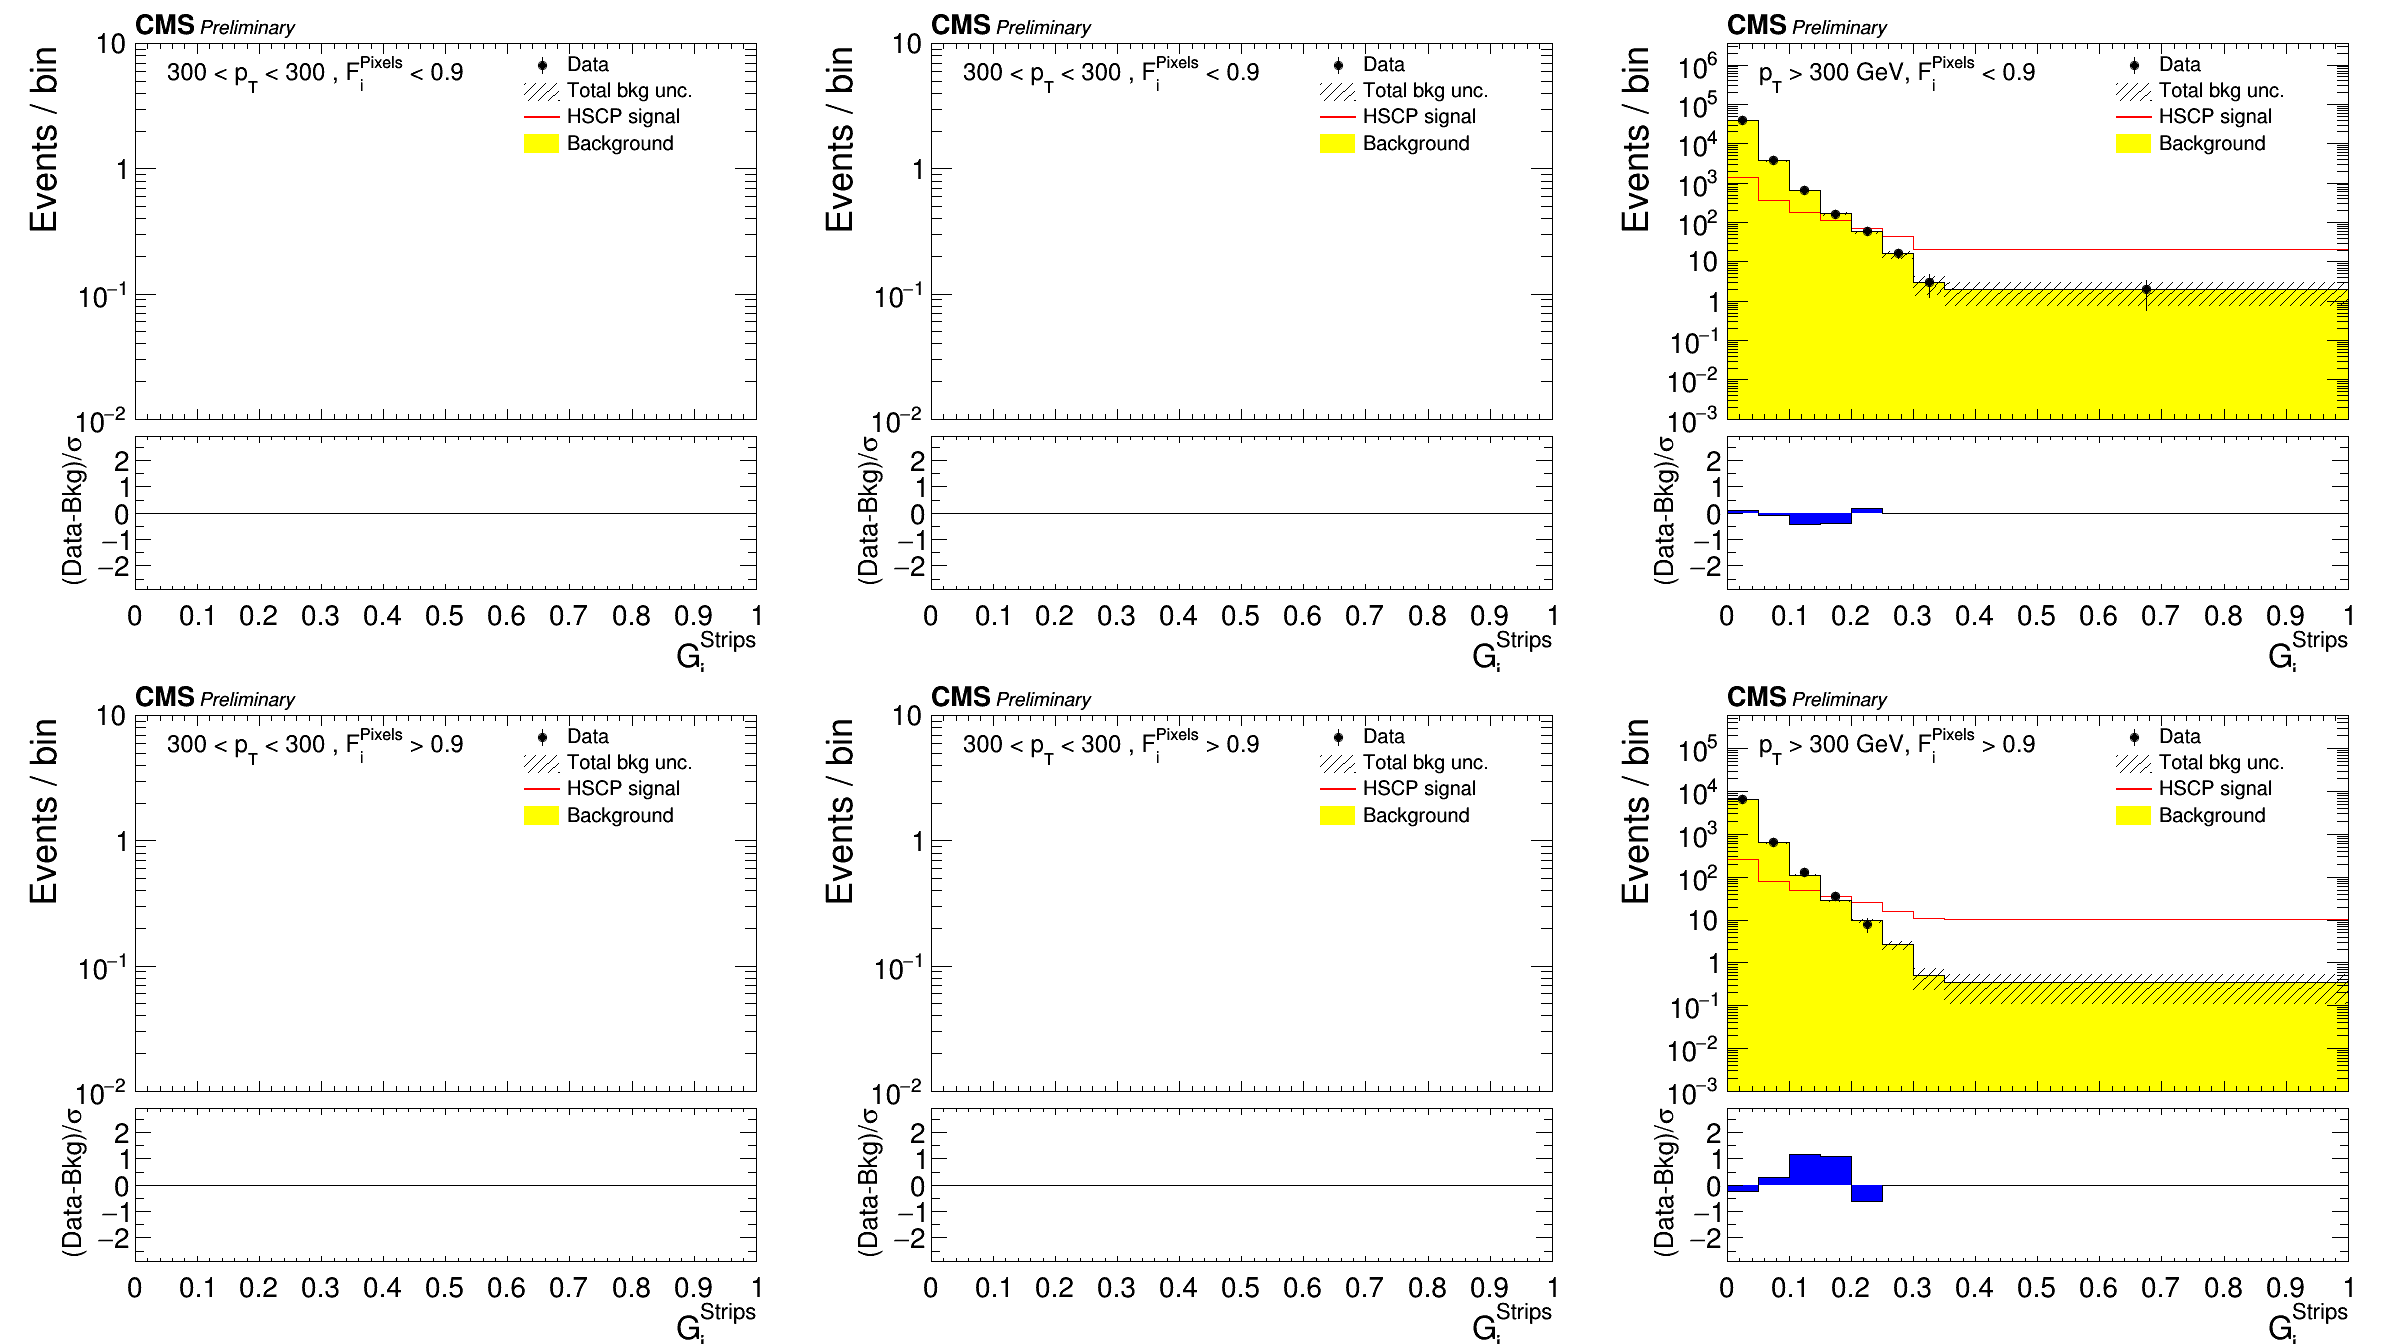 CMS Preliminary
Events / bin
300 < p_T < 300 , F_i^Pixels < 0.9
Data
Total bkg unc.
HSCP signal
Background
10
1
10^−1
10^−2
(Data-Bkg)/σ
2
1
0
−1
−2
0 0.1 0.2 0.3 0.4 0.5 0.6 0.7 0.8 0.9 1
G_i^Strips
CMS Preliminary
Events / bin
300 < p_T < 300 , F_i^Pixels < 0.9
Data
Total bkg unc.
HSCP signal
Background
10
1
10^−1
10^−2
(Data-Bkg)/σ
2
1
0
−1
−2
0 0.1 0.2 0.3 0.4 0.5 0.6 0.7 0.8 0.9 1
G_i^Strips
CMS Preliminary
Events / bin
p_T > 300 GeV, F_i^Pixels < 0.9
Data
Total bkg unc.
HSCP signal
Background
10^6
10^5
10^4
10^3
10^2
10
1
10^−1
10^−2
10^−3
(Data-Bkg)/σ
2
1
0
−1
−2
0 0.1 0.2 0.3 0.4 0.5 0.6 0.7 0.8 0.9 1
G_i^Strips
CMS Preliminary
Events / bin
300 < p_T < 300 , F_i^Pixels > 0.9
Data
Total bkg unc.
HSCP signal
Background
10
1
10^−1
10^−2
(Data-Bkg)/σ
2
1
0
−1
−2
0 0.1 0.2 0.3 0.4 0.5 0.6 0.7 0.8 0.9 1
G_i^Strips
CMS Preliminary
Events / bin
300 < p_T < 300 , F_i^Pixels > 0.9
Data
Total bkg unc.
HSCP signal
Background
10
1
10^−1
10^−2
(Data-Bkg)/σ
2
1
0
−1
−2
0 0.1 0.2 0.3 0.4 0.5 0.6 0.7 0.8 0.9 1
G_i^Strips
CMS Preliminary
Events / bin
p_T > 300 GeV, F_i^Pixels > 0.9
Data
Total bkg unc.
HSCP signal
Background
10^5
10^4
10^3
10^2
10
1
10^−1
10^−2
10^−3
(Data-Bkg)/σ
2
1
0
−1
−2
0 0.1 0.2 0.3 0.4 0.5 0.6 0.7 0.8 0.9 1
G_i^Strips